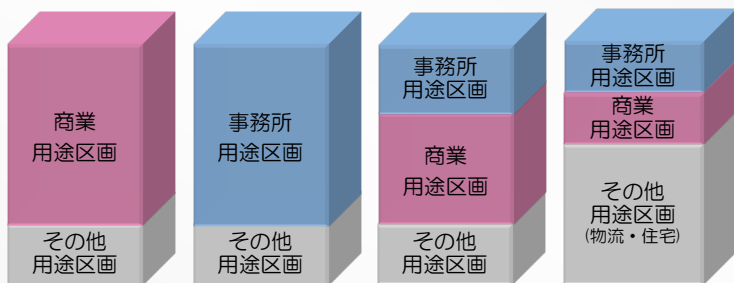 商業
用途区画
その他
用途区画
事務所
用途区画
その他
用途区画
事務所
用途区画
商業
用途区画
その他
用途区画
事務所
用途区画
商業
用途区画
その他
用途区画
(物流・住宅)